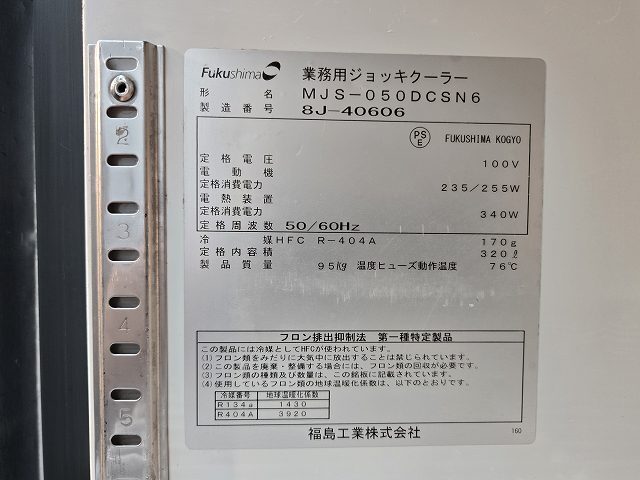 Fukushima
業務用ジョッキクーラー
形名 MJS-050DCSN6
製造番号 8J-40606
PSE FUKUSHIMA KOGYO
定格電圧 100V
電動機
定格消費電力 235/255W
電熱装置
定格消費電力 340W
定格周波数 50/60Hz
冷媒 HFC R-404A 170g
定格内容積 320ℓ
製品質量 95kg 温度ヒューズ動作温度 76℃
フロン排出抑制法 第一種特定製品
この製品には冷媒としてHFCが使われています。
(1)フロン類をみだりに大気中に放出することは禁じられています。
(2)この製品を廃棄・整備する場合には、フロン類の回収が必要です。
(3)フロン類の種類及び数量は、この銘板に記載されています。
(4)使用しているフロン類の地球温暖化係数は、以下のとおりです。
冷媒番号 地球温暖化係数
R134a 1430
R404A 3920
福島工業株式会社
160
2
3
4
5